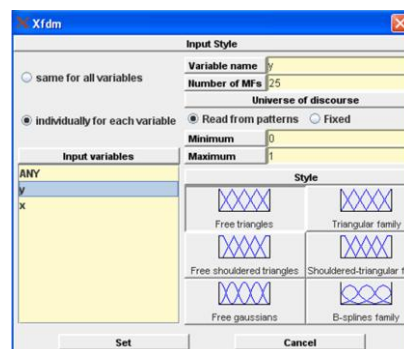 Xfdm
Input Style
same for all variables
individually for each variable
Input variables
ANY
y
x
Variable name y
Number of MFs 25
Universe of discourse
Read from patterns Fixed
Minimum 0
Maximum 1
Style
Free triangles Triangular family
Free shouldered triangles Shouldered-triangular f
Free gaussians B-splines family
Set Cancel